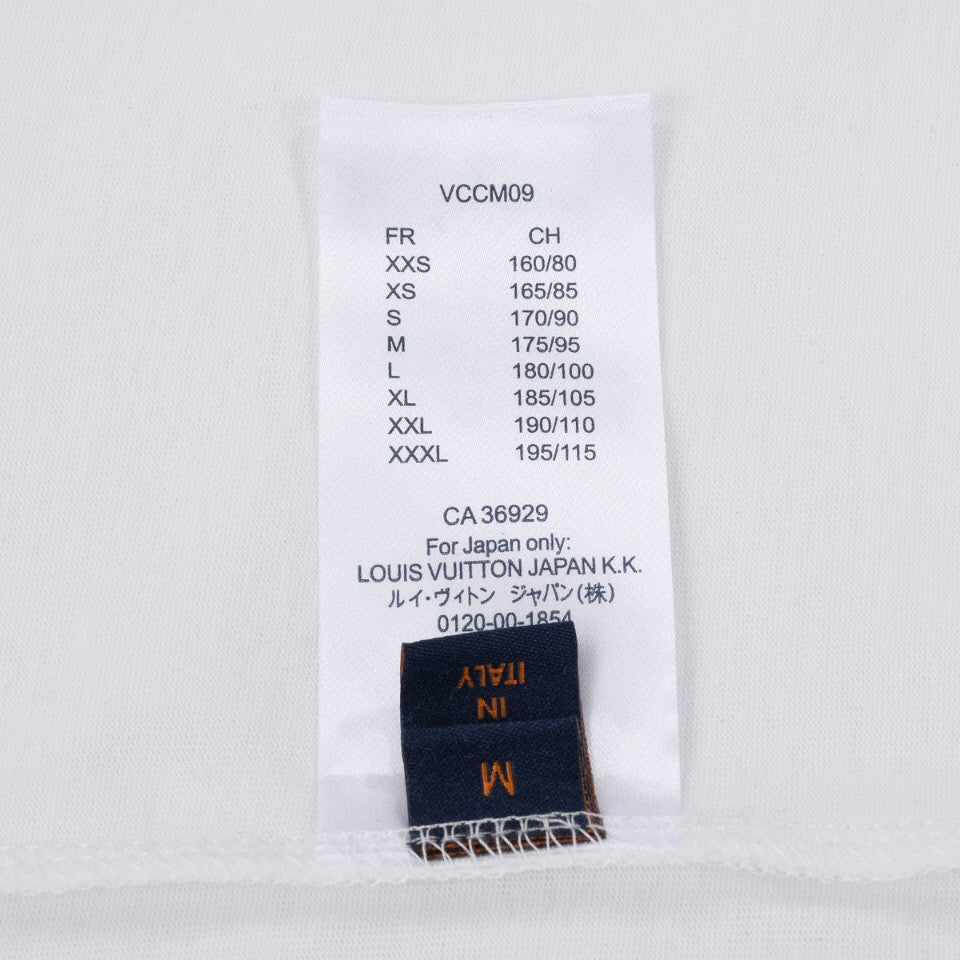 VCCM09
FR CH
XXS 160/80
XS 165/85
S 170/90
M 175/95
L 180/100
XL 185/105
XXL 190/110
XXXL 195/115
CA 36929
For Japan only:
LOUIS VUITTON JAPAN K.K.
ルイ・ヴィトン ジャパン(株)
0120-00-1854
ITALY
IN
M